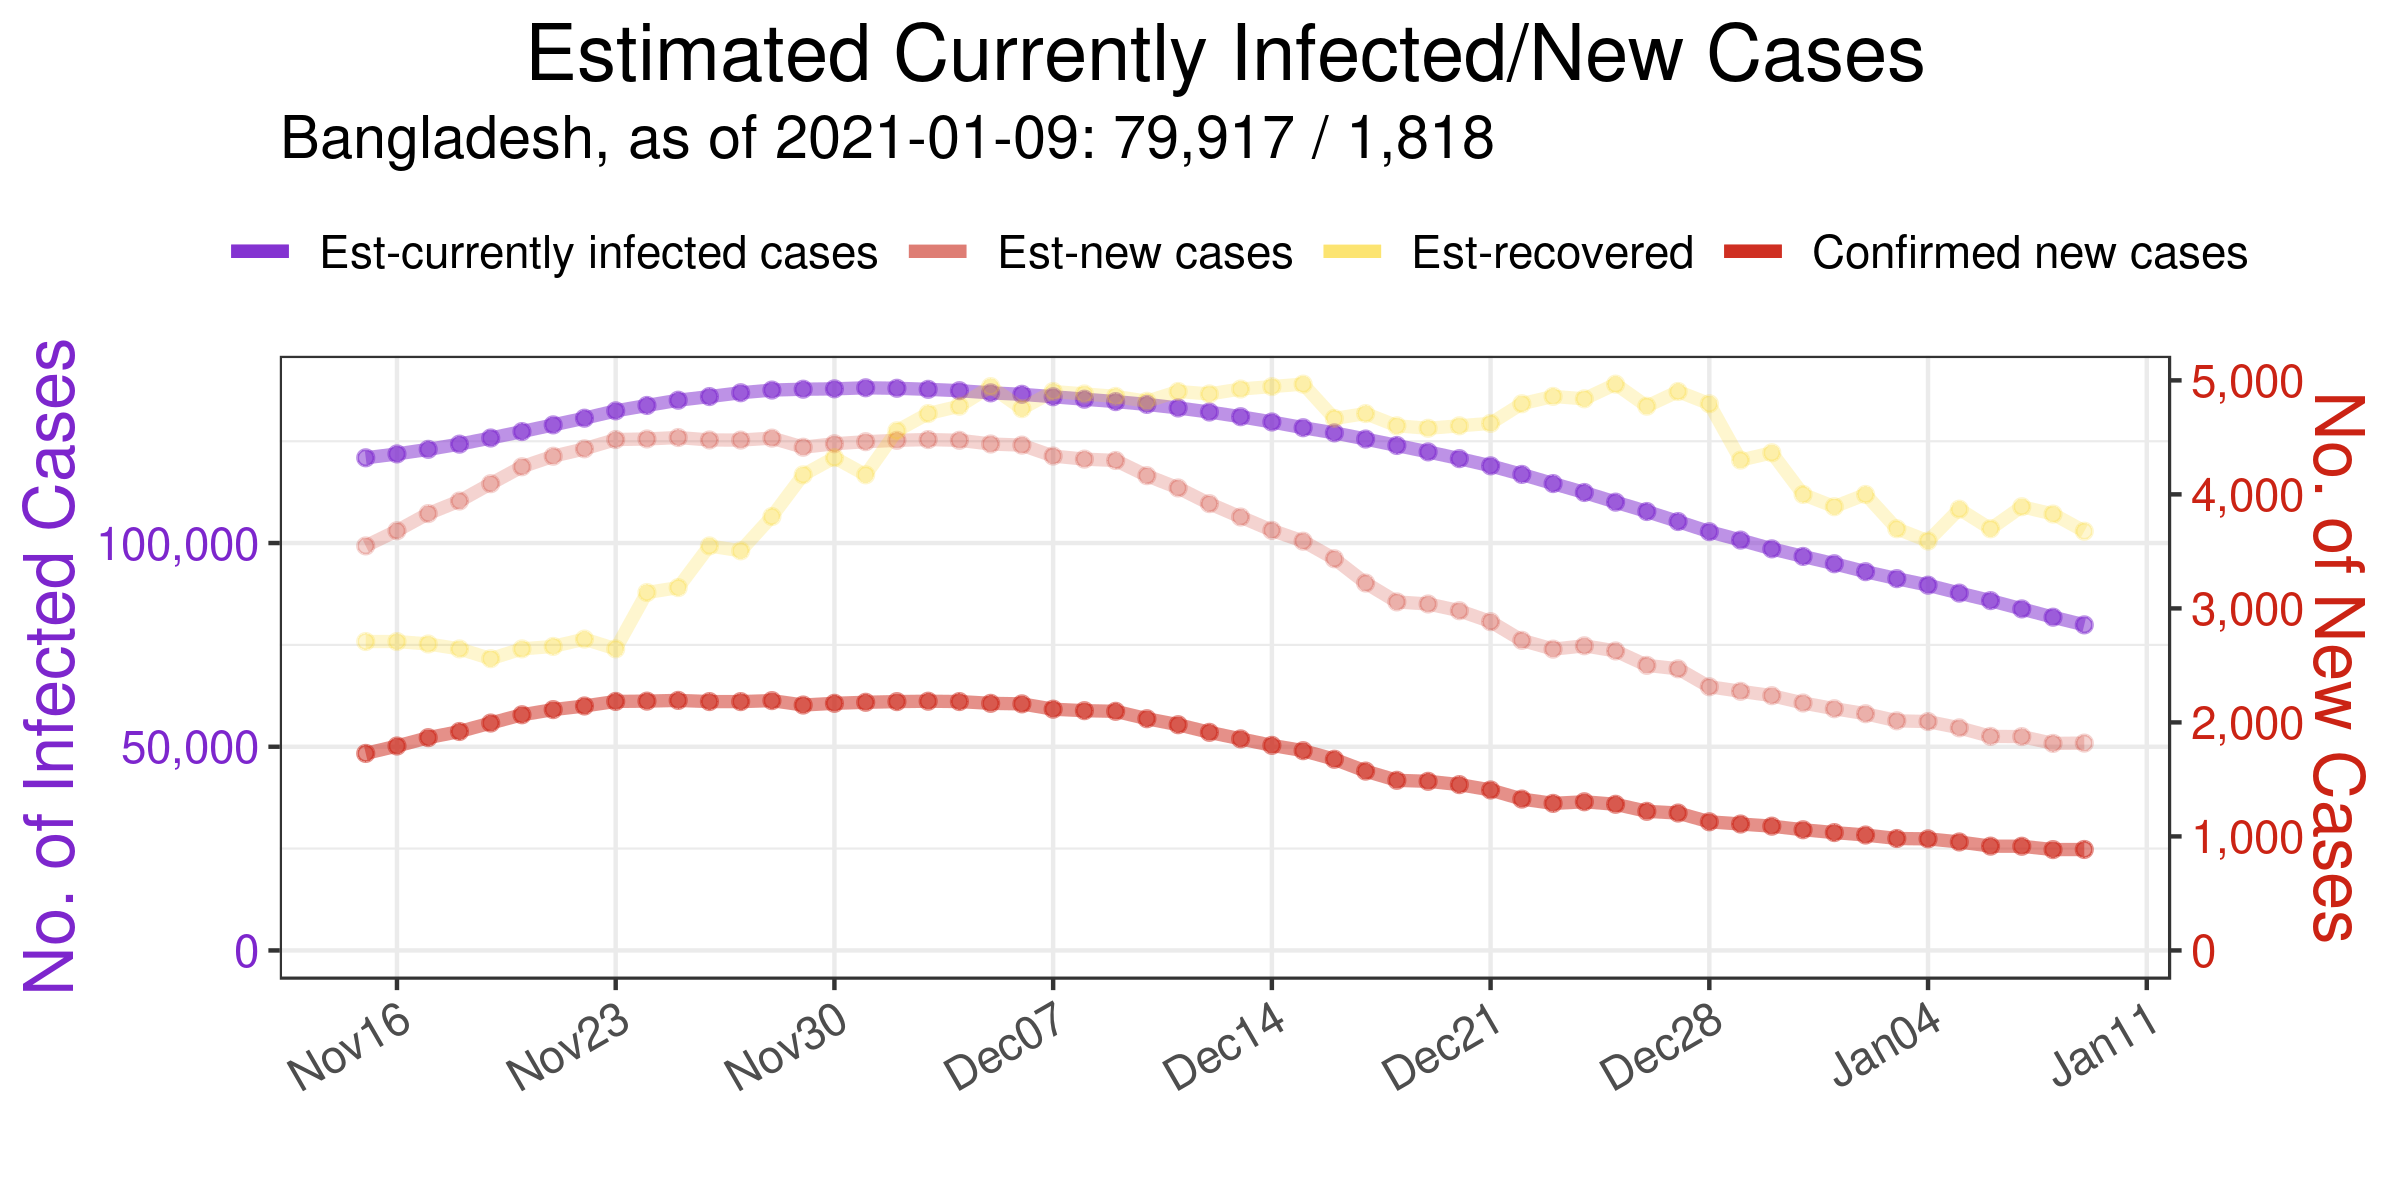 Estimated Currently Infected/New Cases
Bangladesh, as of 2021-01-09: 79,917 / 1,818
Est-currently infected cases Est-new cases Est-recovered Confirmed new cases
No. of Infected Cases
100,000
50,000
0
5,000
4,000
3,000
2,000
1,000
0
No. of New Cases
Nov16 Nov23 Nov30 Dec07 Dec14 Dec21 Dec28 Jan04 Jan11